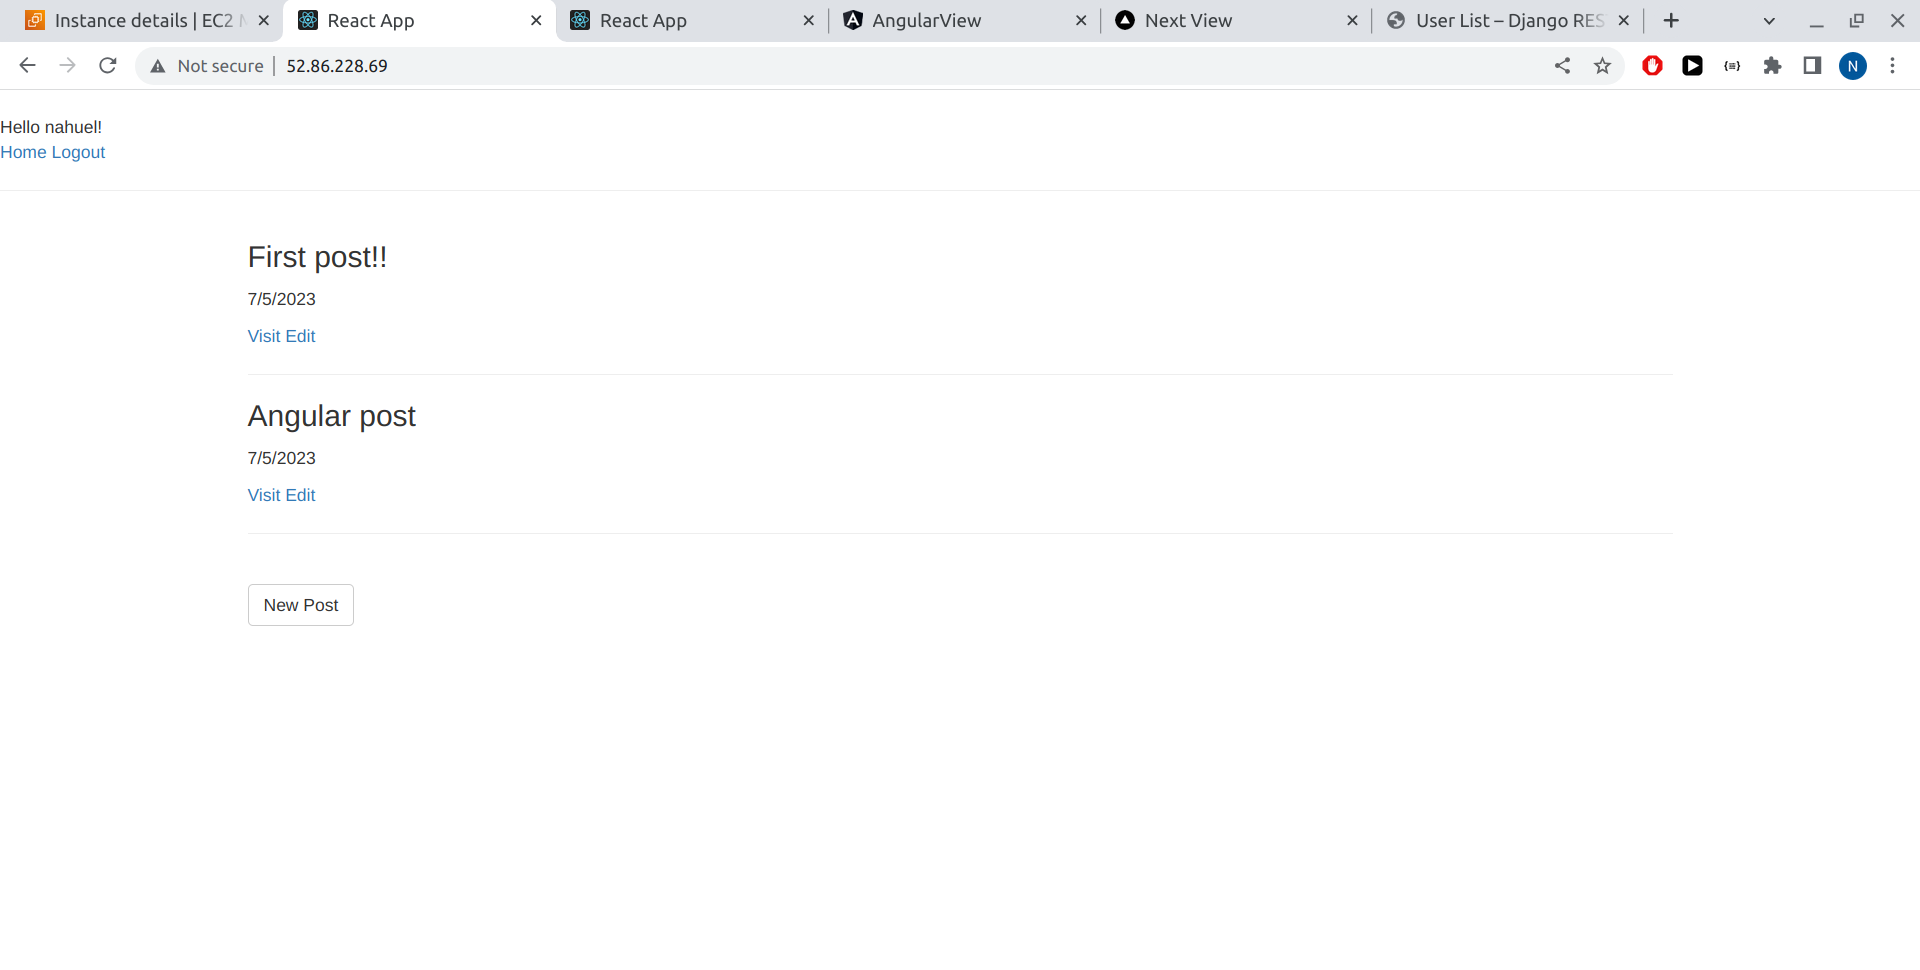 Instance details | EC2 M
React App
React App
AngularView
Next View
User List – Django RES
Not secure
52.86.228.69
N
Hello nahuel!
Home Logout
First post!!
7/5/2023
Visit Edit
Angular post
7/5/2023
Visit Edit
New Post